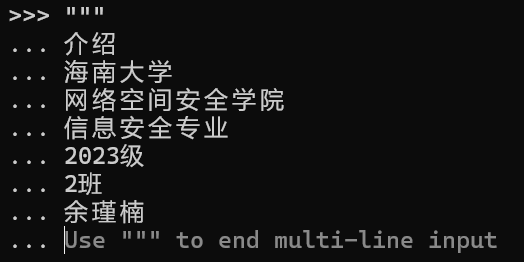 >>> """
... 介绍
... 海南大学
... 网络空间安全学院
... 信息安全专业
... 2023级
... 2班
... 余瑾楠
... Use """ to end multi-line input